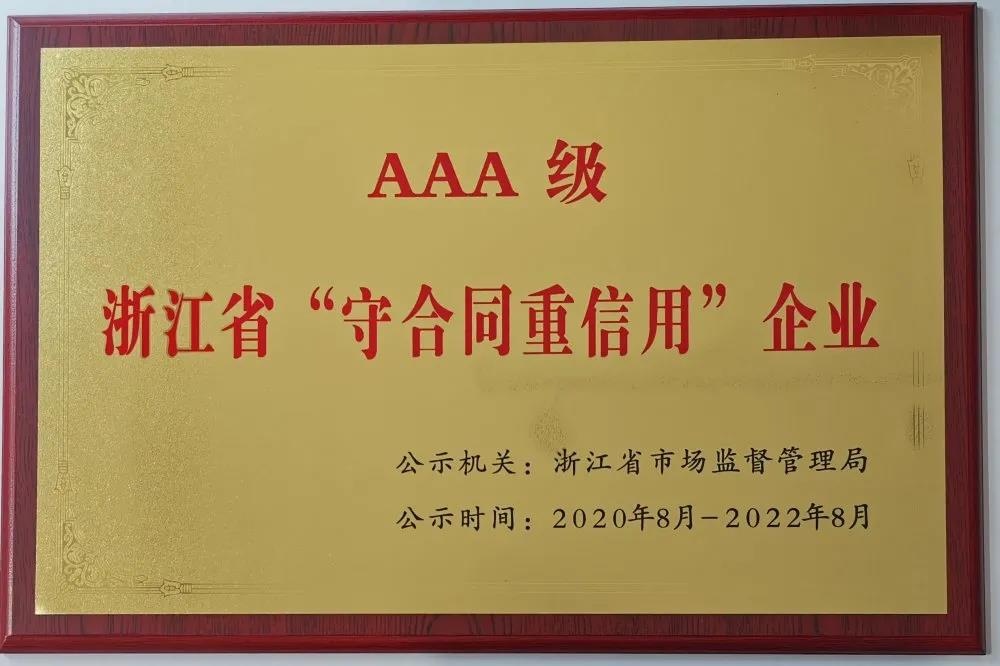 AAA 级
浙江省“守合同重信用”企业
公示机关：浙江省市场监督管理局
公示时间：2020年8月－2022年8月